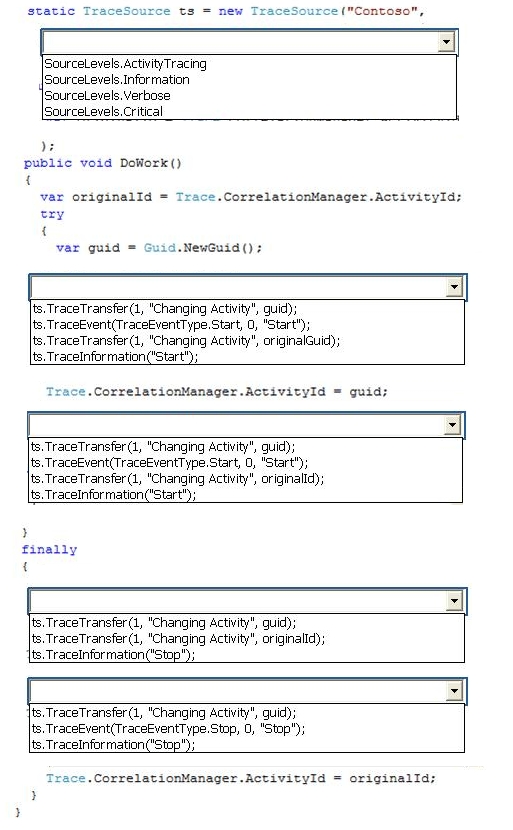 static TraceSource ts = new TraceSource("Contoso",
SourceLevels.ActivityTracing
SourceLevels.Information
SourceLevels.Verbose
SourceLevels.Critical
);
public void DoWork()
{
var originalId = Trace.CorrelationManager.ActivityId;
try
{
var guid = Guid.NewGuid();
ts.TraceTransfer(1, "Changing Activity", guid);
ts.TraceEvent(TraceEventType.Start, 0, "Start");
ts.TraceTransfer(1, "Changing Activity", originalGuid);
ts.TraceInformation("Start");
Trace.CorrelationManager.ActivityId = guid;
ts.TraceTransfer(1, "Changing Activity", guid);
ts.TraceEvent(TraceEventType.Start, 0, "Start");
ts.TraceTransfer(1, "Changing Activity", originalId);
ts.TraceInformation("Start");
}
finally
{
ts.TraceTransfer(1, "Changing Activity", guid);
ts.TraceTransfer(1, "Changing Activity", originalId);
ts.TraceInformation("Stop");
ts.TraceTransfer(1, "Changing Activity", guid);
ts.TraceEvent(TraceEventType.Stop, 0, "Stop");
ts.TraceInformation("Stop");
Trace.CorrelationManager.ActivityId = originalId;
}
}